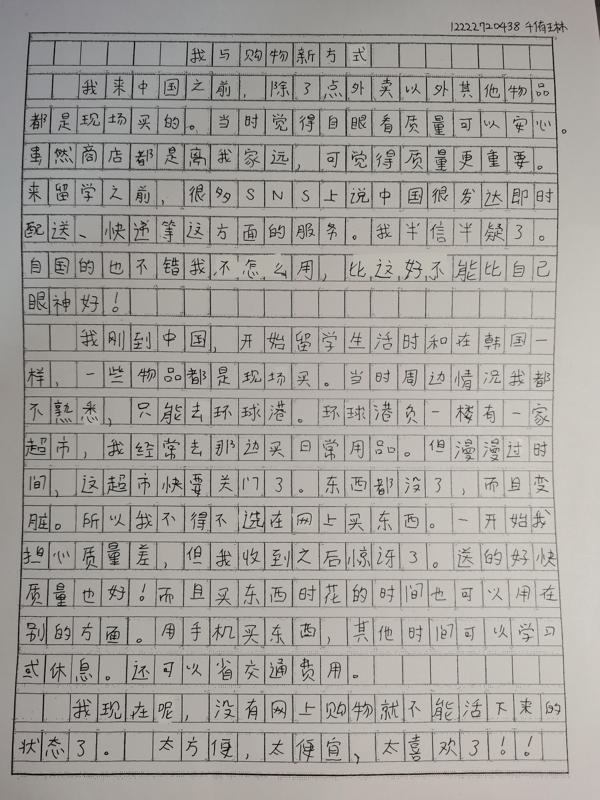 12222720438 千侑玨林
我与购物新方式
我来中国之前，除了点外卖以外其他物品
都是现场买的。当时觉得自眼看质量可以安心。
虽然商店都是离我家远，可觉得质量更重要。
来留学之前，很多SNS上说中国很发达即时
配送、快递等这方面的服务。我半信半疑了。
自国的也不错我不怎么用，比这好不能比自己
眼神好！
我刚到中国，开始留学生活时和在韩国一
样，一些物品都是现场买。当时周边情况我都
不熟悉，只能去环球港。环球港负一楼有一家
超市，我经常去那边买日常用品。但漫漫过时
间，这超市快要关门了。东西都没了，而且变
脏。所以我不得不选在网上买东西。一开始我
担心质量差，但我收到之后惊讶了。送的好快
质量也好！而且买东西时花的时间也可以用在
别的方面。用手机买东西，其他时间可以学习
或休息。还可以省交通费用。
我现在呢，没有网上购物就不能活下来的
状态了。太方便，太便宜，太喜欢了！！